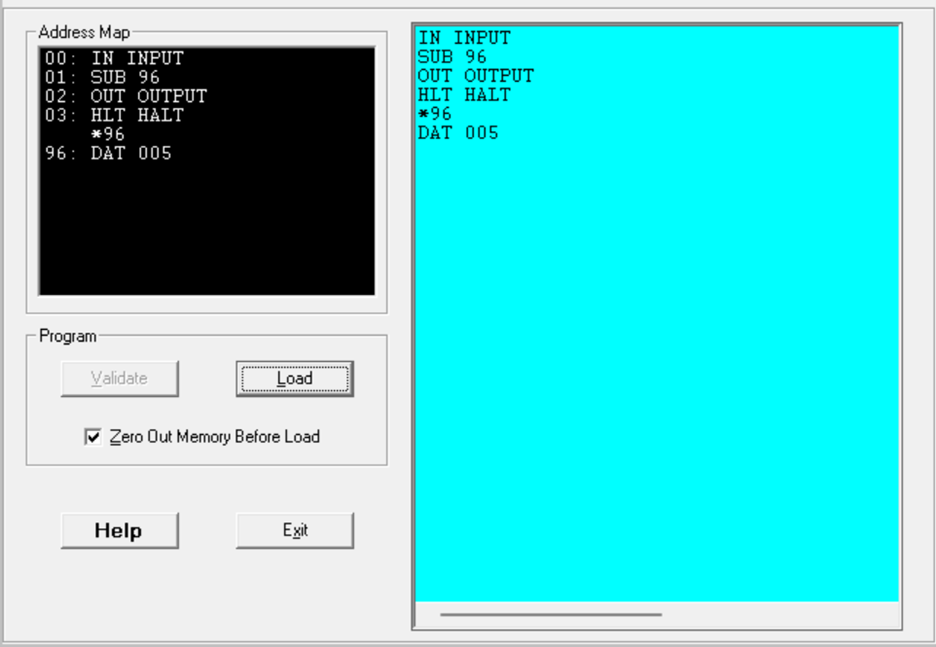 Address Map
00: IN INPUT
01: SUB 96
02: OUT OUTPUT
03: HLT HALT
*96
96: DAT 005
Program
Validate
Load
Zero Out Memory Before Load
Help
Exit
IN INPUT
SUB 96
OUT OUTPUT
HLT HALT
*96
DAT 005